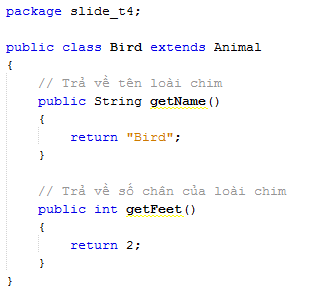 package slide_t4;
public class Bird extends Animal
{
// Trả về tên loài chim
public String getName()
{
return "Bird";
}
// Trả về số chân của loài chim
public int getFeet()
{
return 2;
}
}